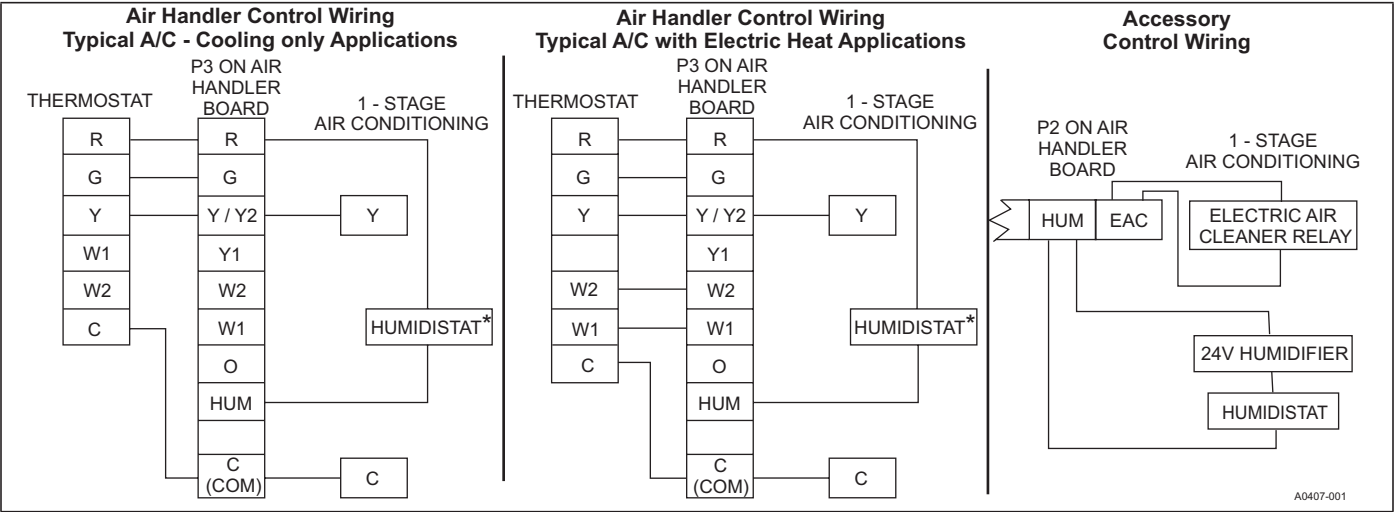 Air Handler Control Wiring
Typical A/C - Cooling only Applications
P3 ON AIR
HANDLER
BOARD
THERMOSTAT
1 - STAGE
AIR CONDITIONING
R
R
G
G
Y
Y / Y2
Y
W1
Y1
W2
W2
C
W1
HUMIDISTAT*
O
HUM
C
(COM)
C
Air Handler Control Wiring
Typical A/C with Electric Heat Applications
P3 ON AIR
HANDLER
BOARD
THERMOSTAT
1 - STAGE
AIR CONDITIONING
R
R
G
G
Y
Y / Y2
Y
Y1
W2
W2
W1
W1
HUMIDISTAT*
C
O
HUM
C
(COM)
C
Accessory
Control Wiring
P2 ON AIR
HANDLER
BOARD
1 - STAGE
AIR CONDITIONING
HUM
EAC
ELECTRIC AIR
CLEANER RELAY
24V HUMIDIFIER
HUMIDISTAT
A0407-001